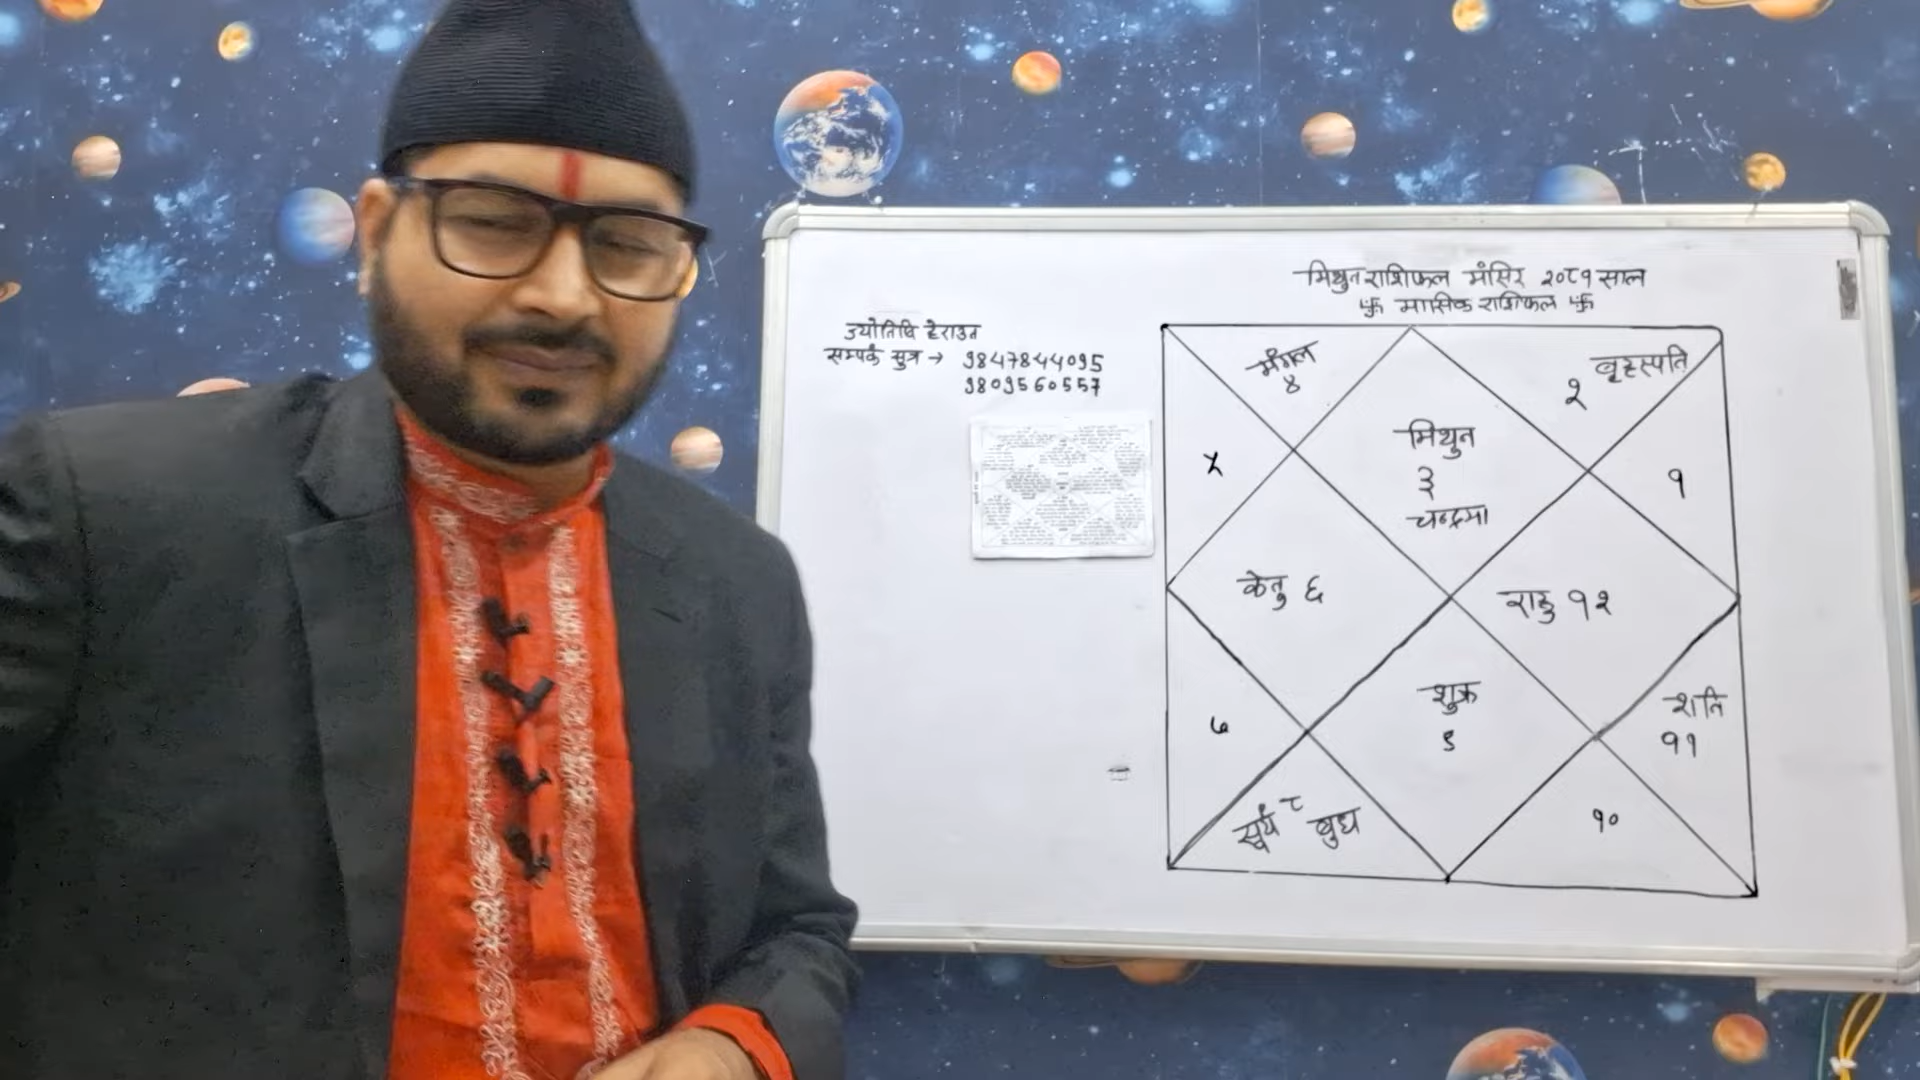 मिथुन राशिफल मंसिर २०८१ साल
卐 मासिक राशिफल 卐
ज्योतिषि हेराउन
सम्पर्क सुत्र → 9847844095
9809560557
मंगल
४
बृहस्पति
२
मिथुन
३
चन्द्रमा
५
१
केतु ६
राहु १२
शुक्र
९
शनि
११
७
सूर्य ८ बुध
१०